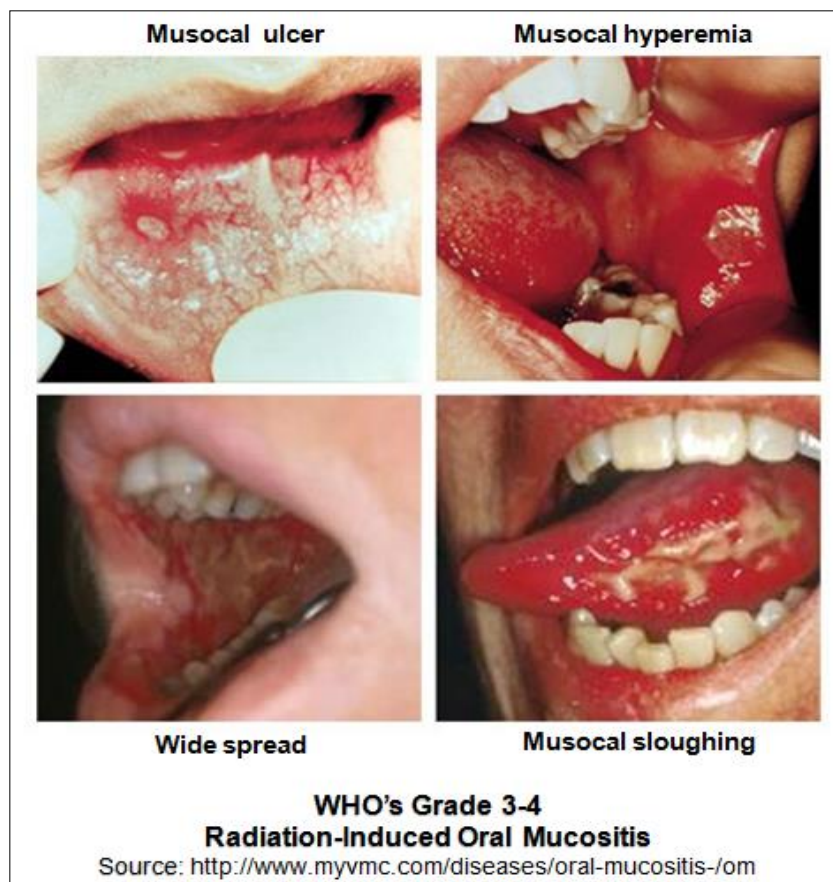 Musocal ulcer
Musocal hyperemia
Wide spread
Musocal sloughing
WHO's Grade 3-4
Radiation-Induced Oral Mucositis
Source: http://www.myvmc.com/diseases/oral-mucositis-/om